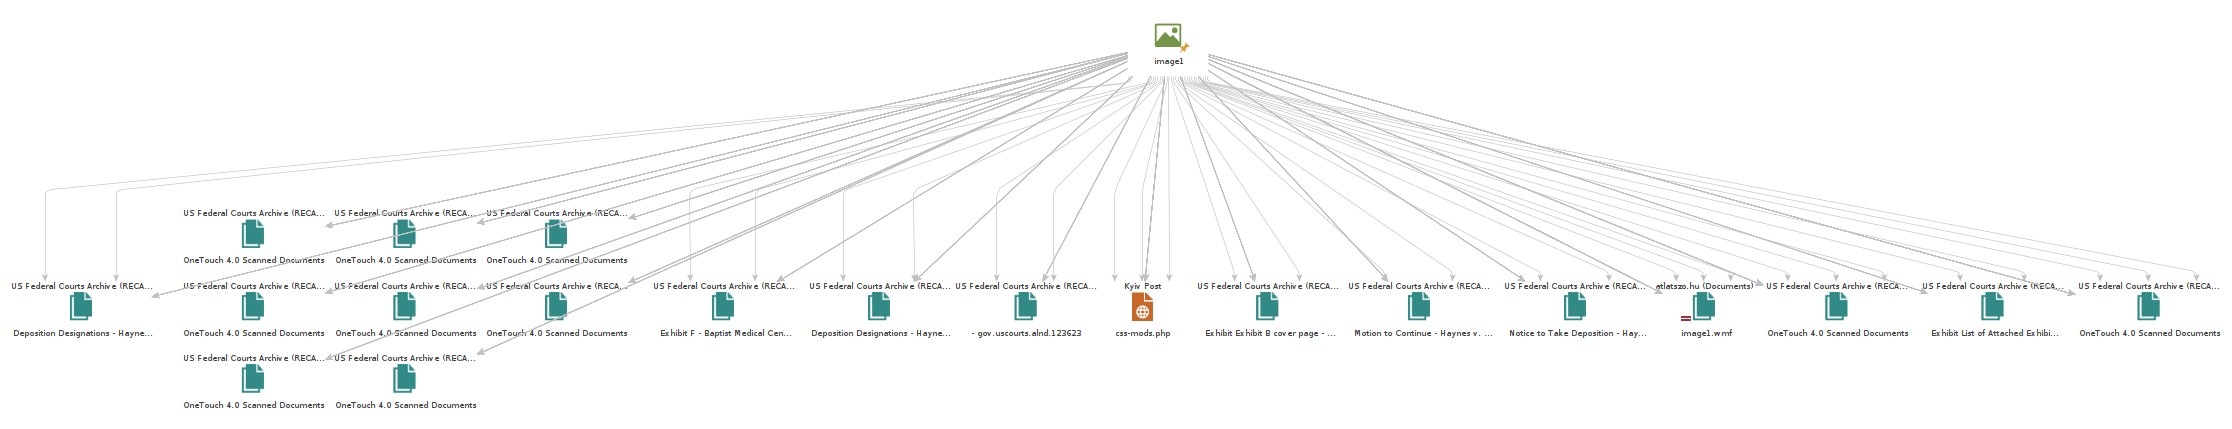 image1
US Federal Courts Archive (RECA...
US Federal Courts Archive (RECA...
US Federal Courts Archive (RECA...
OneTouch 4.0 Scanned Documents
OneTouch 4.0 Scanned Documents
OneTouch 4.0 Scanned Documents
US Federal Courts Archive (RECA...
US Federal Courts Archive (RECA...
US Federal Courts Archive (RECA...
US Federal Courts Archive (RECA...
US Federal Courts Archive (RECA...
US Federal Courts Archive (RECA...
US Federal Courts Archive (RECA...
Kyiv Post
US Federal Courts Archive (RECA...
US Federal Courts Archive (RECA...
US Federal Courts Archive (RECA...
atlatszo.hu (Documents)
US Federal Courts Archive (RECA...
US Federal Courts Archive (RECA...
US Federal Courts Archive (RECA...
Deposition Designations - Hayne...
OneTouch 4.0 Scanned Documents
OneTouch 4.0 Scanned Documents
OneTouch 4.0 Scanned Documents
Exhibit F - Baptist Medical Cen...
Deposition Designations - Hayne...
- gov.uscourts.alnd.123623
css-mods.php
Exhibit Exhibit B cover page - ...
Motion to Continue - Haynes v. ...
Notice to Take Deposition - Hay...
image1.wmf
OneTouch 4.0 Scanned Documents
Exhibit List of Attached Exhibi...
OneTouch 4.0 Scanned Documents
US Federal Courts Archive (RECA...
US Federal Courts Archive (RECA...
OneTouch 4.0 Scanned Documents
OneTouch 4.0 Scanned Documents